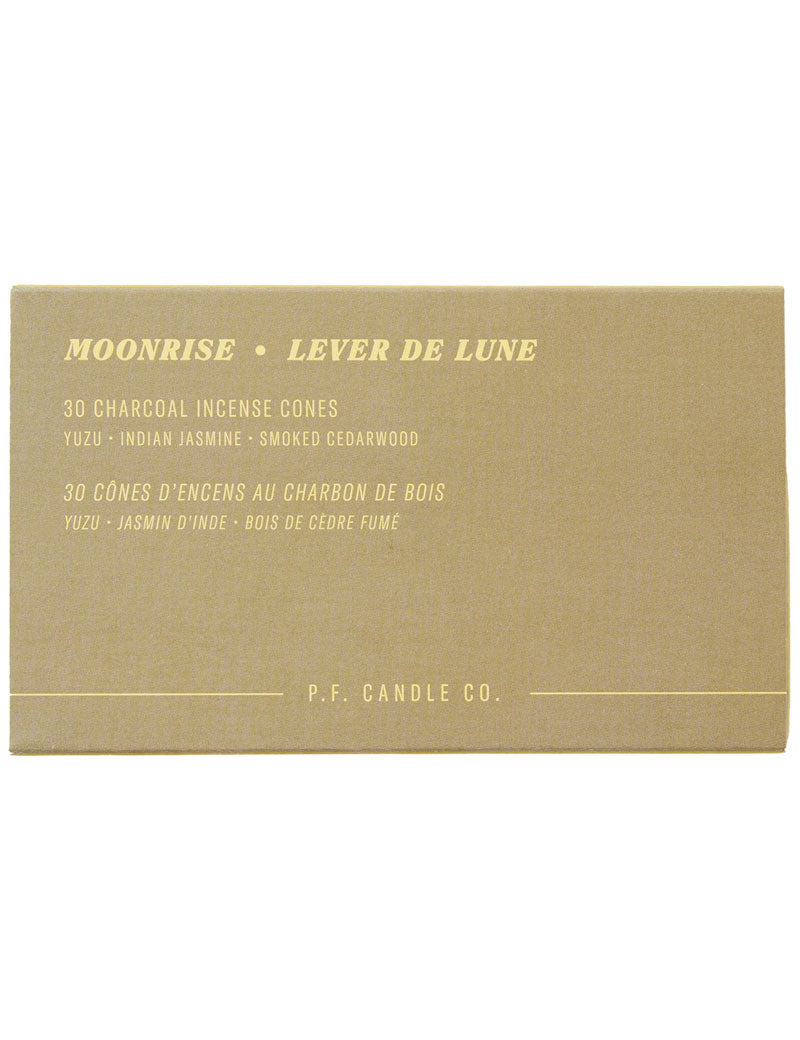 MOONRISE • LEVER DE LUNE
30 CHARCOAL INCENSE CONES
YUZU • INDIAN JASMINE • SMOKED CEDARWOOD
30 CÔNES D'ENCENS AU CHARBON DE BOIS
YUZU • JASMIN D'INDE • BOIS DE CÈDRE FUMÉ
P.F. CANDLE CO.